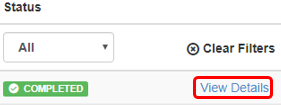 Status
All
Clear Filters
COMPLETED
View Details